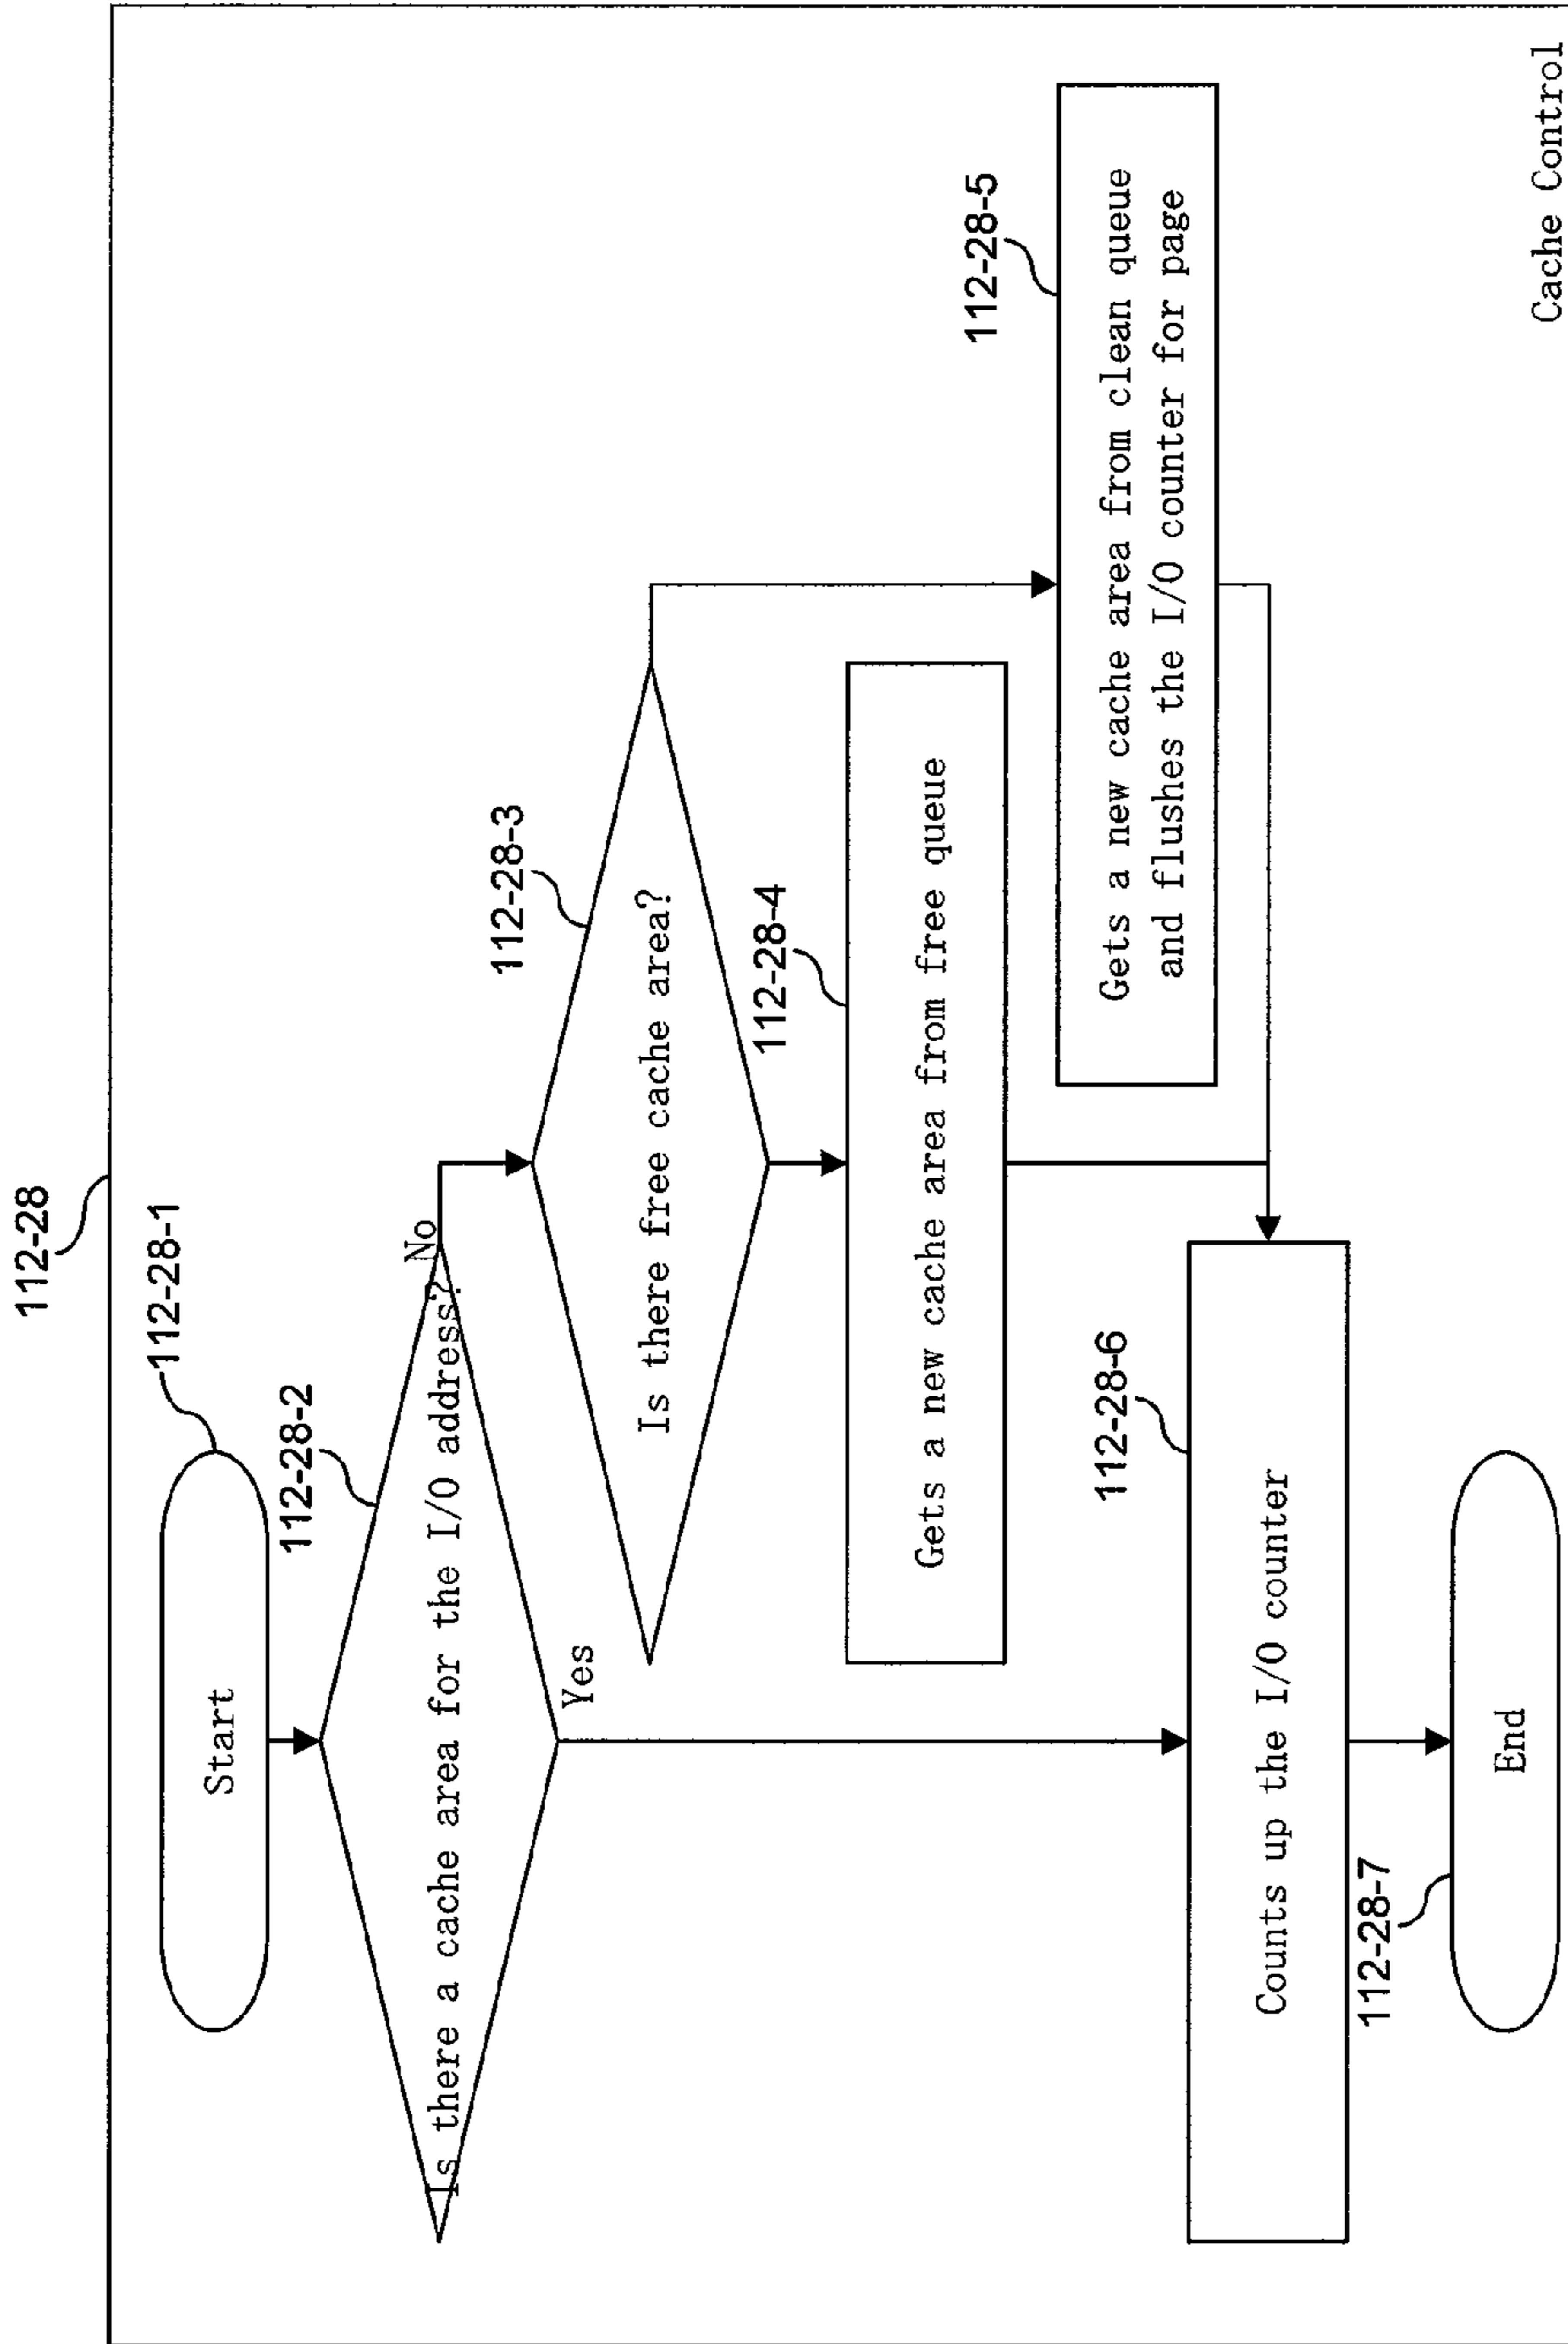 112-28
112-28-1
Start
112-28-2
Is there a cache area for the I/O address?
No
Yes
112-28-3
Is there free cache area?
112-28-4
Gets a new cache area from free queue
112-28-5
Gets a new cache area from clean queue
and flushes the I/O counter for page
112-28-6
Counts up the I/O counter
112-28-7
End
Cache Control